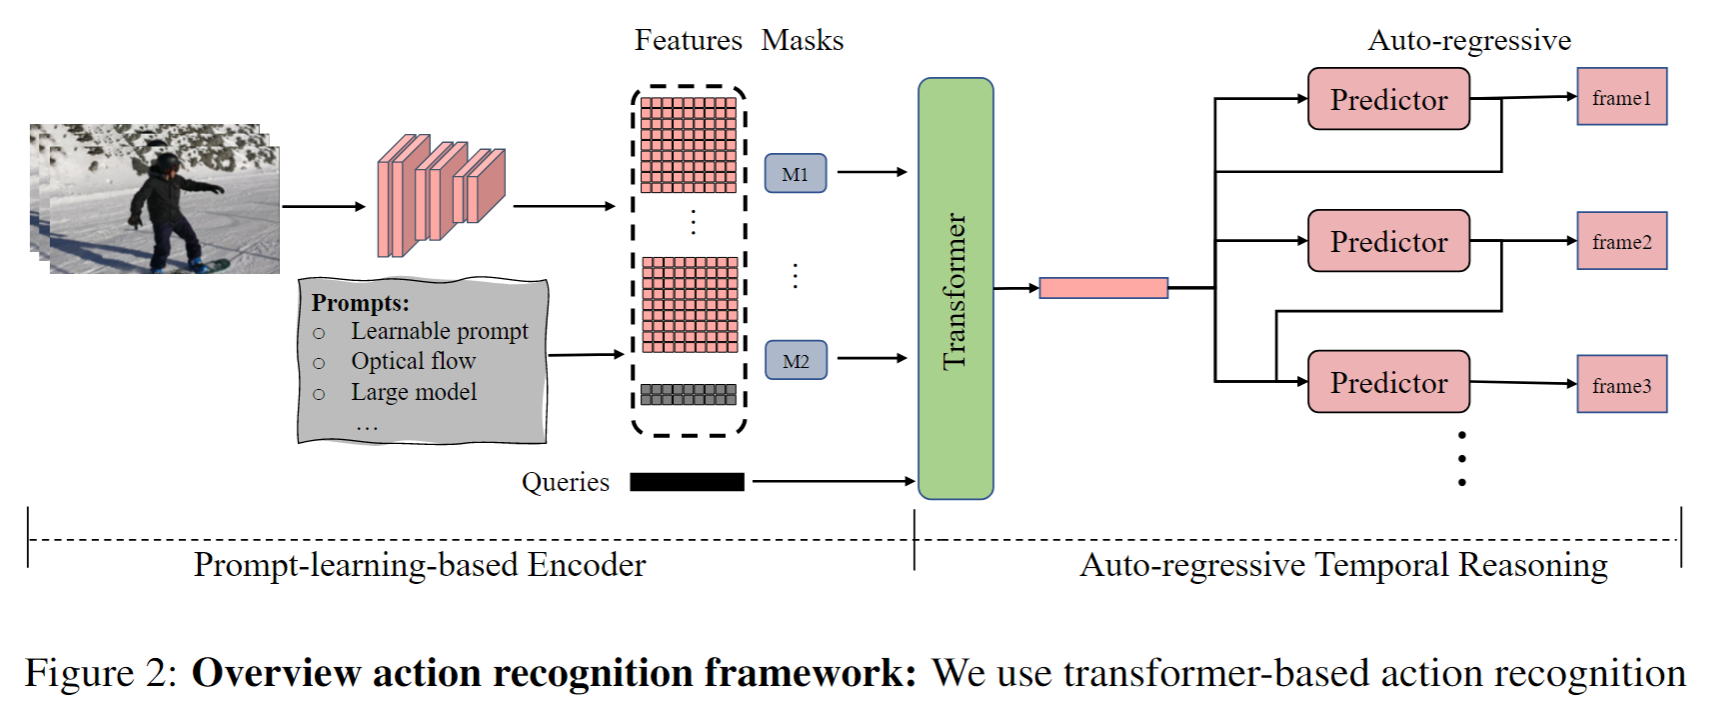 Features Masks
Auto-regressive
Predictor
frame1
M1
Prompts:
Learnable prompt
Optical flow
Large model
...
M2
Transformer
Predictor
frame2
Predictor
frame3
Queries
Prompt-learning-based Encoder
Auto-regressive Temporal Reasoning
Figure 2: Overview action recognition framework: We use transformer-based action recognition